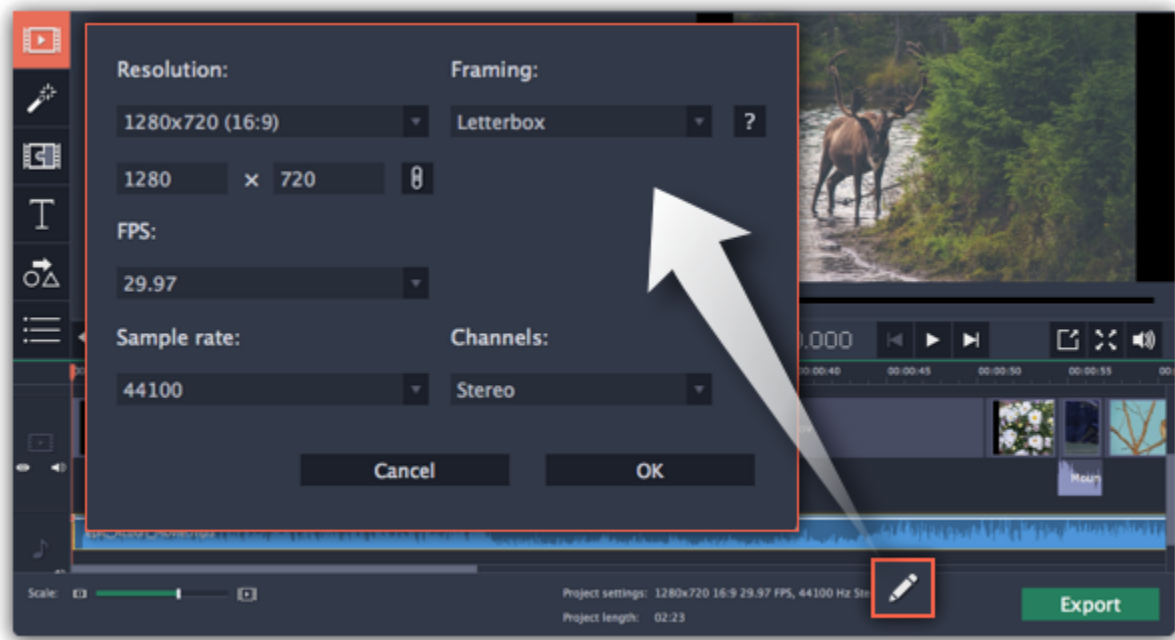 Resolution:
Framing:
1280x720 (16:9)
Letterbox
?
1280 × 720
FPS:
29.97
Sample rate:
Channels:
44100
Stereo
Cancel
OK
T
.000
00:00:40 00:00:45 00:00:50 00:00:55 00:
Moun
Scale:
Project settings: 1280x720 16:9 29.97 FPS, 44100 Hz Ste
Project length: 02:23
Export